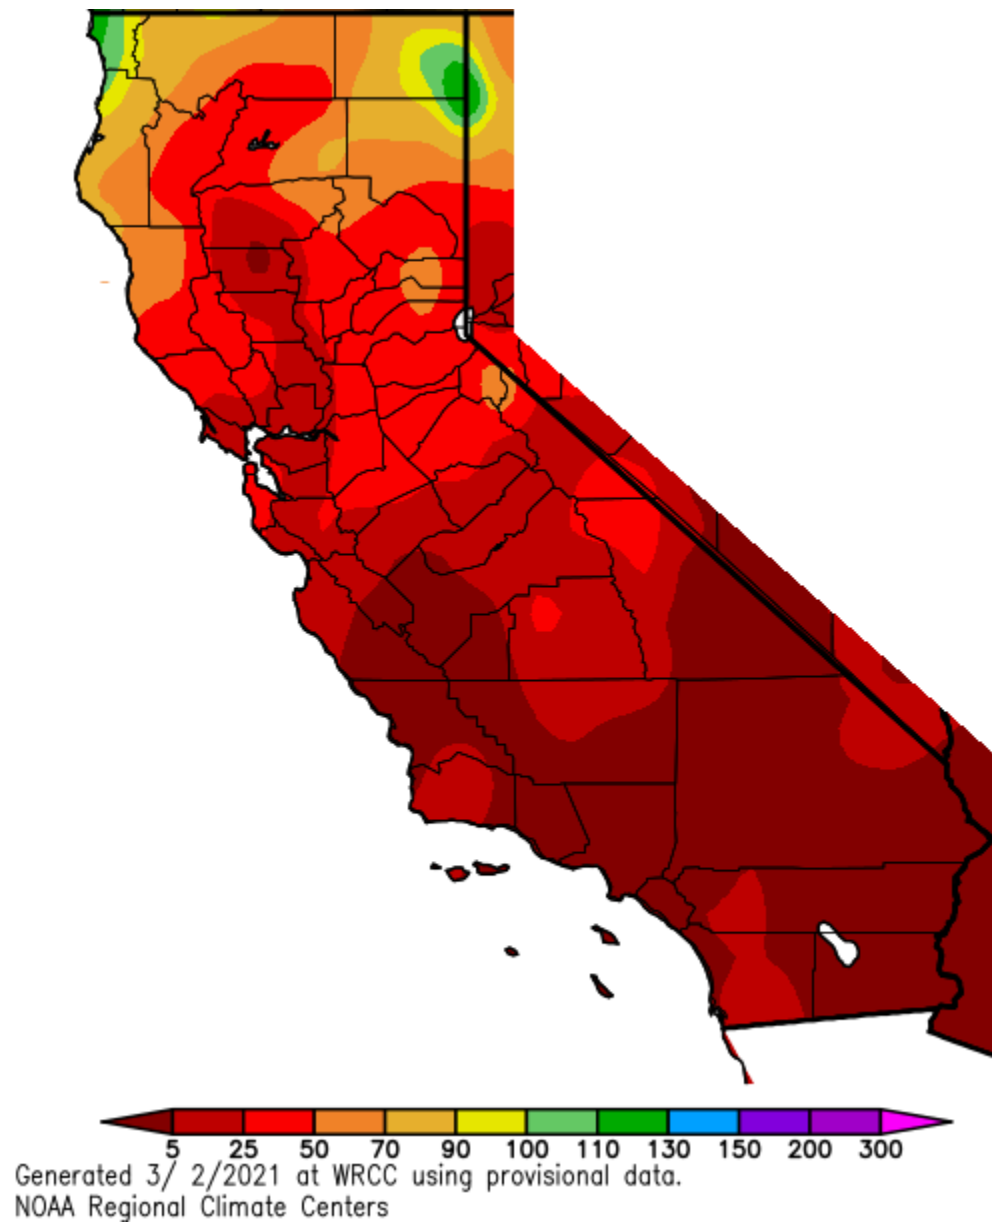 5 25 50 70 90 100 110 130 150 200 300
Generated 3/ 2/2021 at WRCC using provisional data.
NOAA Regional Climate Centers